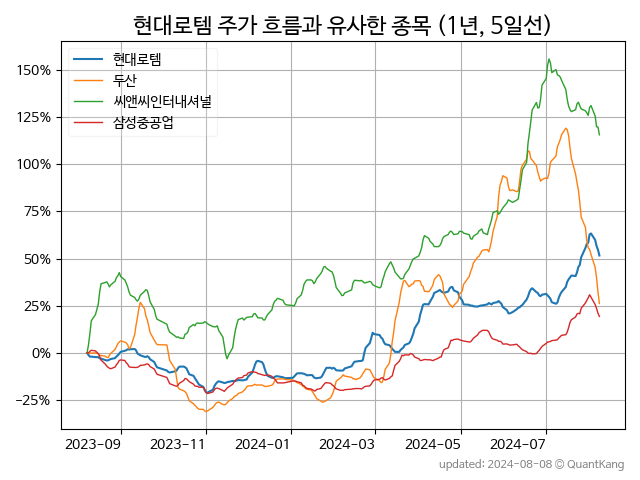 현대로템 주가 흐름과 유사한 종목 (1년, 5일선)
현대로템
두산
씨앤씨인터내셔널
삼성중공업
150%
125%
100%
75%
50%
25%
0%
−25%
2023-09 2023-11 2024-01 2024-03 2024-05 2024-07
updated: 2024-08-08 © QuantKang